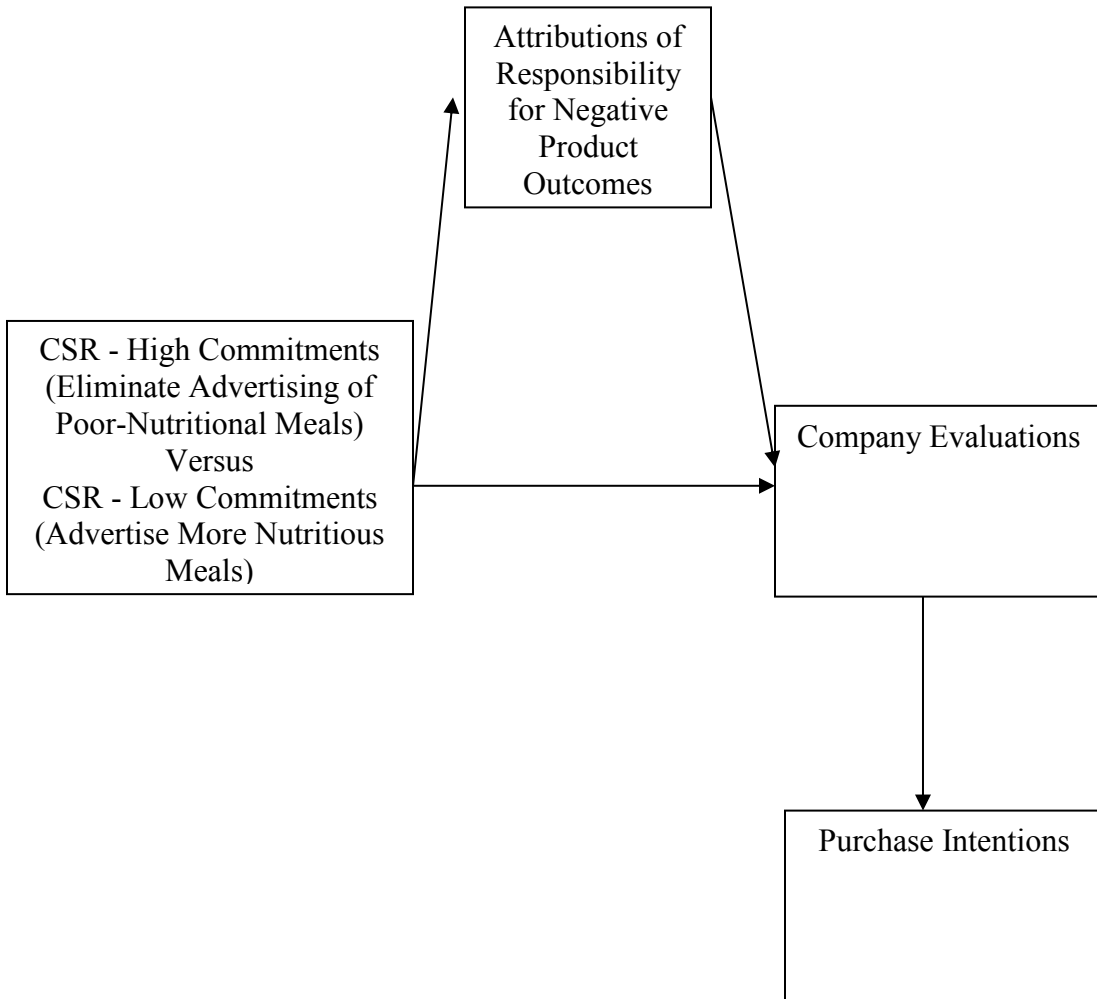 Attributions of
Responsibility
for Negative
Product
Outcomes
CSR - High Commitments
(Eliminate Advertising of
Poor-Nutritional Meals)
Versus
CSR - Low Commitments
(Advertise More Nutritious
Meals)
Company Evaluations
Purchase Intentions